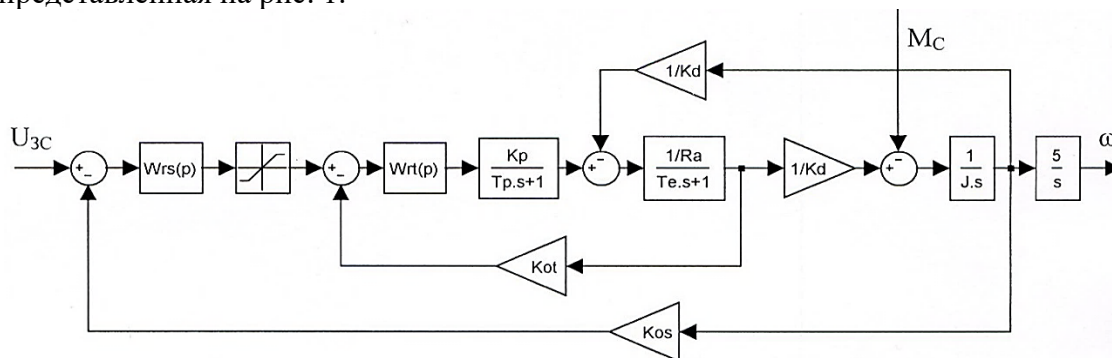 представленная на рис. 1.
M_C
1/Kd
U_3C
ω
+
–
Wrs(p)
+
–
Wrt(p)
Kp
Tp.s+1
–
+
1/Ra
Te.s+1
1/Kd
–
+
1
J.s
5
s
Kot
Kos